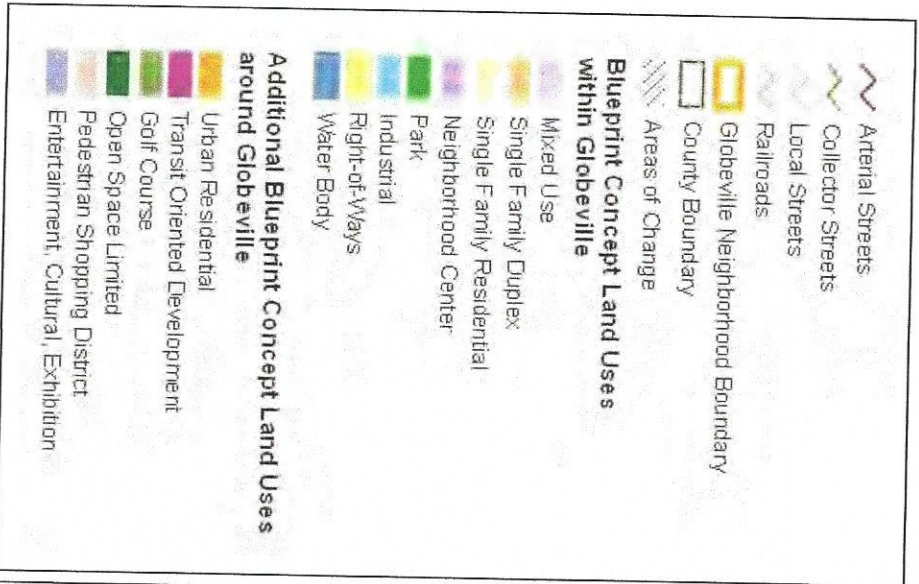 Arterial Streets
Collector Streets
Local Streets
Railroads
Globeville Neighborhood Boundary
County Boundary
Areas of Change
Blueprint Concept Land Uses
within Globeville
Mixed Use
Single Family Duplex
Single Family Residential
Neighborhood Center
Park
Industrial
Right-of-Ways
Water Body
Additional Blueprint Concept Land Uses
around Globeville
Urban Residential
Transit Oriented Development
Golf Course
Open Space Limited
Pedestrian Shopping District
Entertainment, Cultural, Exhibition